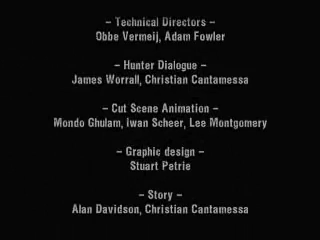 – Technical Directors –
Obbe Vermeij, Adam Fowler
– Hunter Dialogue –
James Worrall, Christian Cantamessa
– Cut Scene Animation –
Mondo Ghulam, Iwan Scheer, Lee Montgomery
– Graphic design –
Stuart Petrie
– Story –
Alan Davidson, Christian Cantamessa